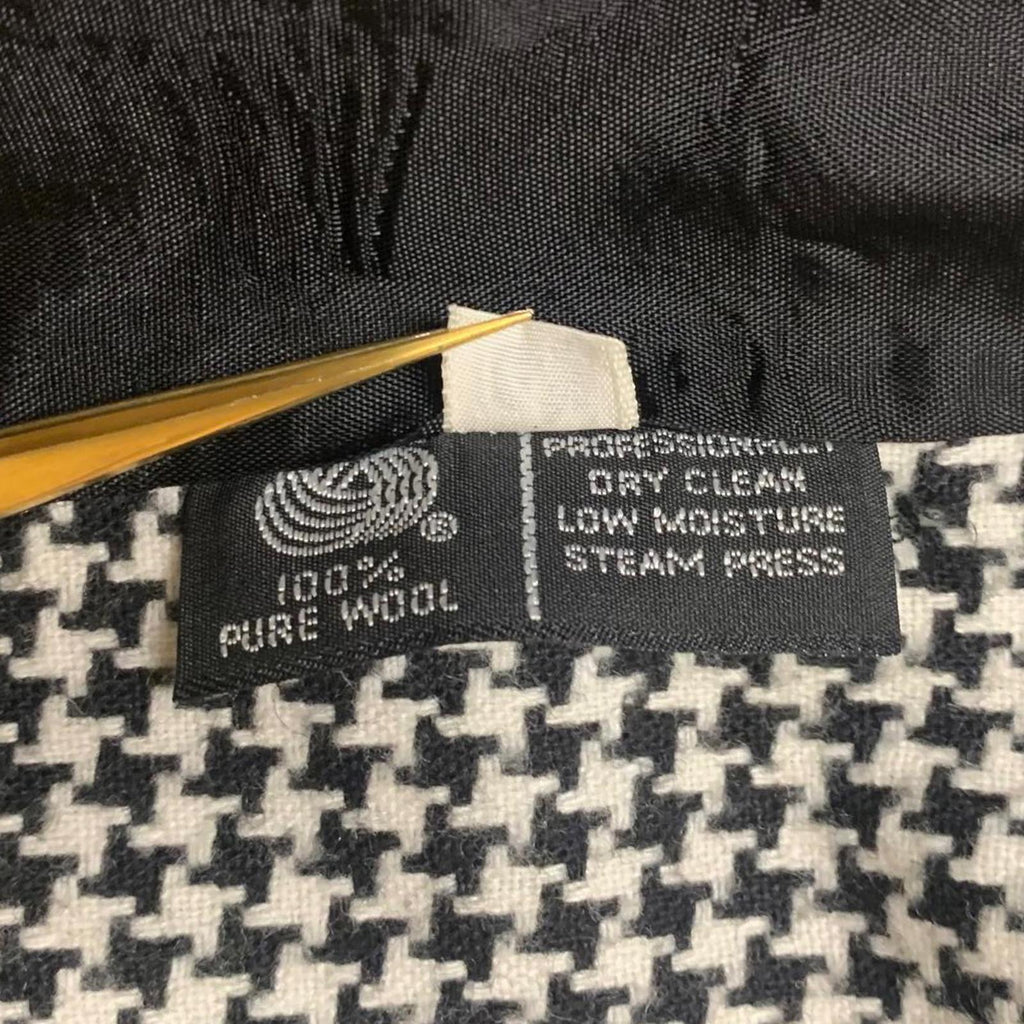 ®
100%
PURE WOOL
PROFESSIONALLY
DRY CLEAN
LOW MOISTURE
STEAM PRESS